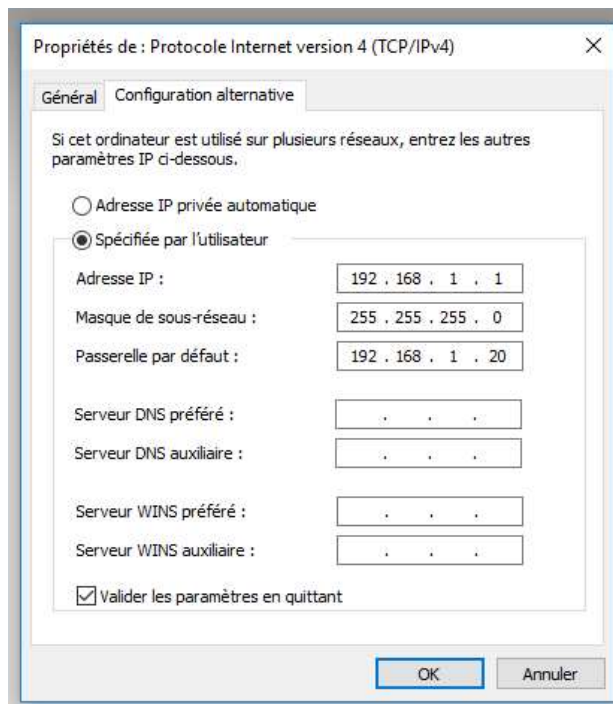 Propriétés de : Protocole Internet version 4 (TCP/IPv4)
Général
Configuration alternative
Si cet ordinateur est utilisé sur plusieurs réseaux, entrez les autres
paramètres IP ci-dessous.
Adresse IP privée automatique
Spécifiée par l'utilisateur
Adresse IP : 192 . 168 . 1 . 1
Masque de sous-réseau : 255 . 255 . 255 . 0
Passerelle par défaut : 192 . 168 . 1 . 20
Serveur DNS préféré : . . .
Serveur DNS auxiliaire : . . .
Serveur WINS préféré : . . .
Serveur WINS auxiliaire : . . .
Valider les paramètres en quittant
OK Annuler